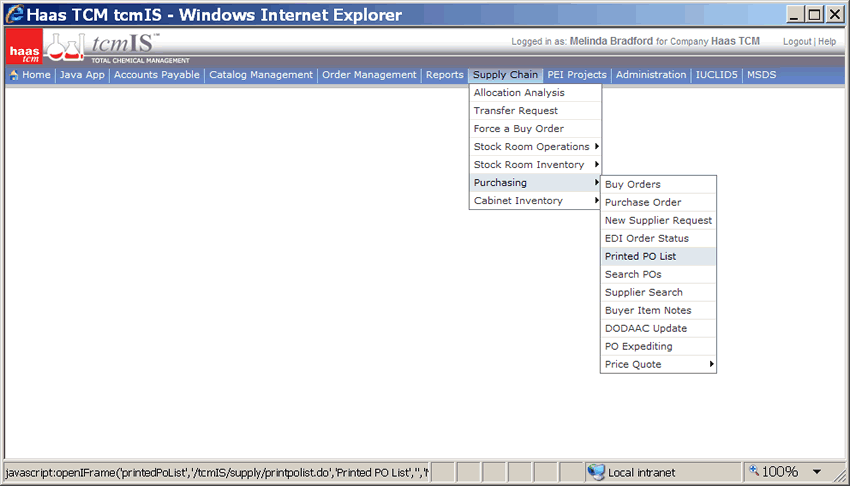 Haas TCM tcmIS - Windows Internet Explorer
haas tcm
tcmIS™
TOTAL CHEMICAL MANAGEMENT
Logged in as: Melinda Bradford for Company Haas TCM
Logout | Help
Home | Java App | Accounts Payable | Catalog Management | Order Management | Reports | Supply Chain | PEI Projects | Administration | IUCLID5 | MSDS
Allocation Analysis
Transfer Request
Force a Buy Order
Stock Room Operations
Stock Room Inventory
Purchasing
Cabinet Inventory
Buy Orders
Purchase Order
New Supplier Request
EDI Order Status
Printed PO List
Search POs
Supplier Search
Buyer Item Notes
DODAAC Update
PO Expediting
Price Quote
javascript:openIFrame('printedPoList','/tcmIS/supply/printpolist.do','Printed PO List','','
Local intranet
100%